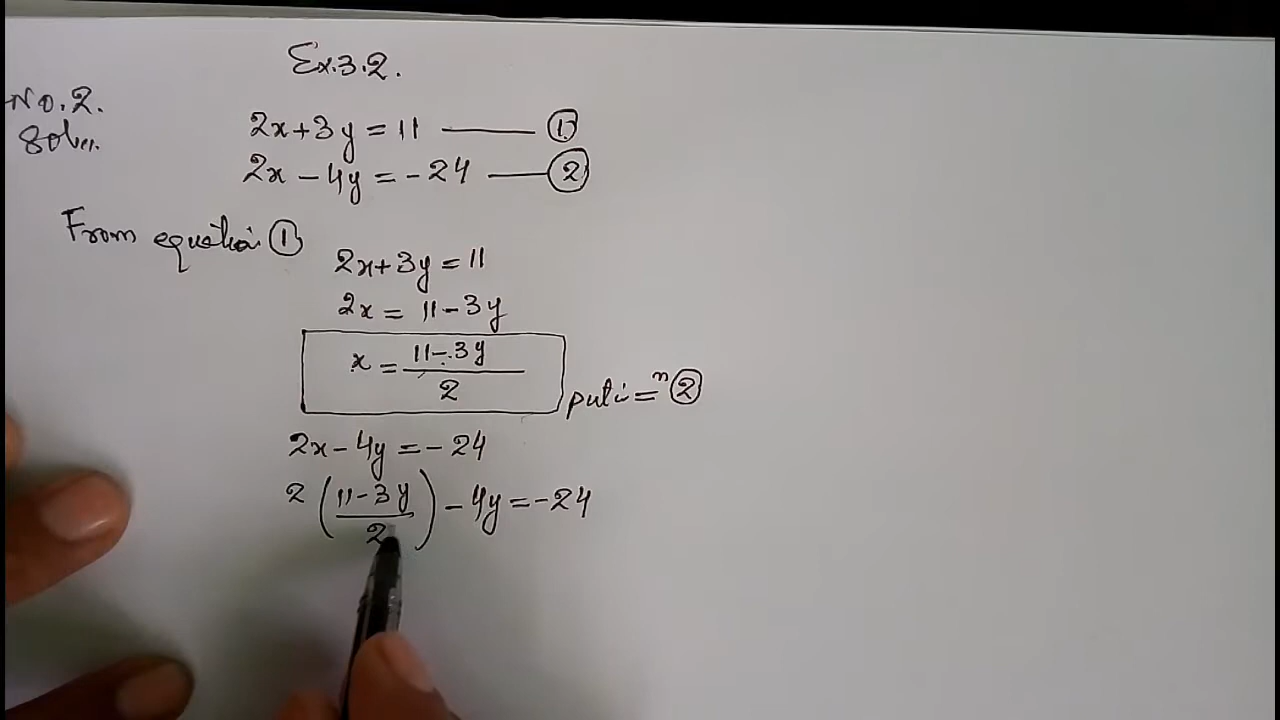 Ex.3.2.
No.2.
Soln.
2x+3y=11 —— ①
2x-4y=-24 —— ②
From equation ①
2x+3y=11
2x=11-3y
x=\frac{11-3y}{2}
put in =ⁿ ②
2x-4y=-24
2(\frac{11-3y}{2})-4y=-24